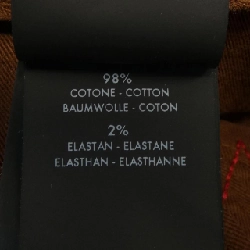 98%
COTONE - COTTON
BAUMWOLLE - COTON
2%
ELASTAN - ELASTANE
ELASTHAN - ELASTHANNE